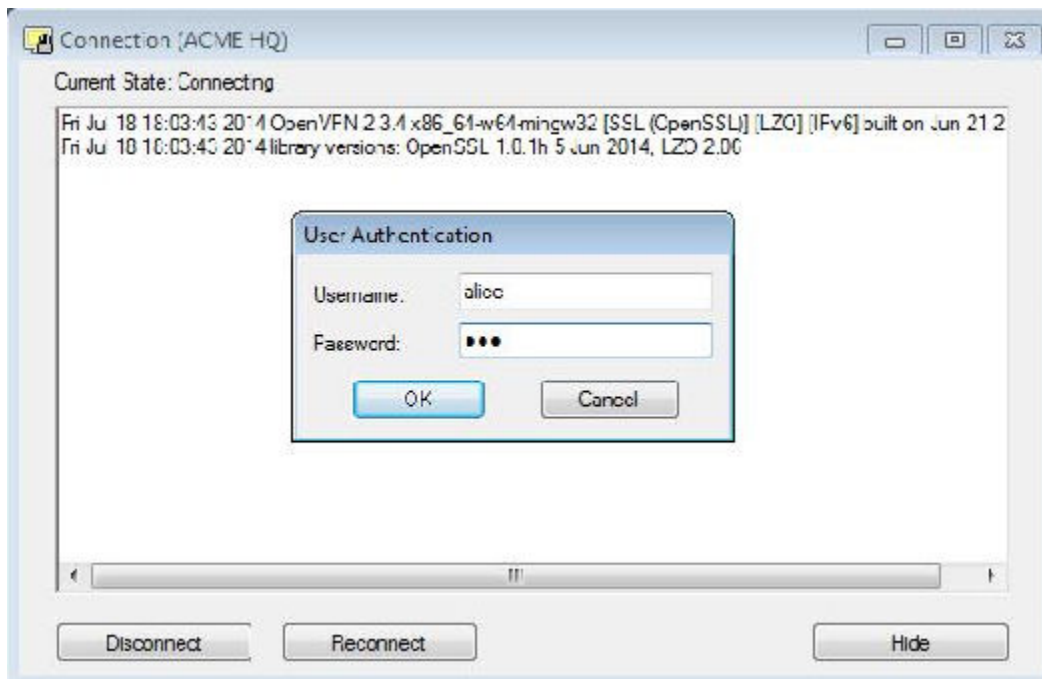 Connection (ACME HQ)
Current State: Connecting
Fri Jul 18 18:03:43 2014 OpenVPN 2.3.4 x86_64-w64-mingw32 [SSL (OpenSSL)] [LZO] [IPv6] built on Jun 21 2
Fri Jul 18 18:03:43 2014 library versions: OpenSSL 1.0.1h 5 Jun 2014, LZO 2.06
User Authentication
Username: alice
Password: •••
OK Cancel
Disconnect Reconnect Hide